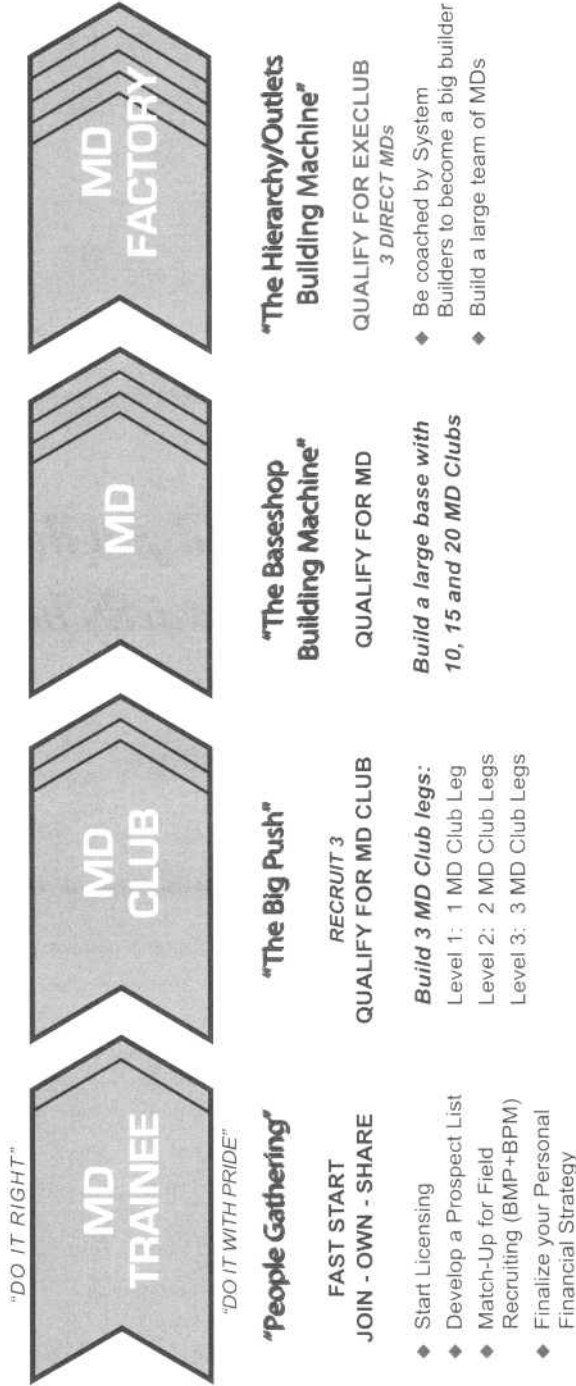 "DO IT RIGHT"
MD
TRAINEE
"DO IT WITH PRIDE"
"People Gathering"
FAST START
JOIN - OWN - SHARE
◆ Start Licensing
◆ Develop a Prospect List
◆ Match-Up for Field
Recruiting (BMP+BPM)
◆ Finalize your Personal
Financial Strategy
MD
CLUB
"The Big Push"
RECRUIT 3
QUALIFY FOR MD CLUB
Build 3 MD Club legs:
Level 1: 1 MD Club Leg
Level 2: 2 MD Club Legs
Level 3: 3 MD Club Legs
MD
"The Baseshop
Building Machine"
QUALIFY FOR MD
Build a large base with
10, 15 and 20 MD Clubs
MD
FACTORY
"The Hierarchy/Outlets
Building Machine"
QUALIFY FOR EXECLUB
3 DIRECT MDs
◆ Be coached by System
Builders to become a big builder
◆ Build a large team of MDs